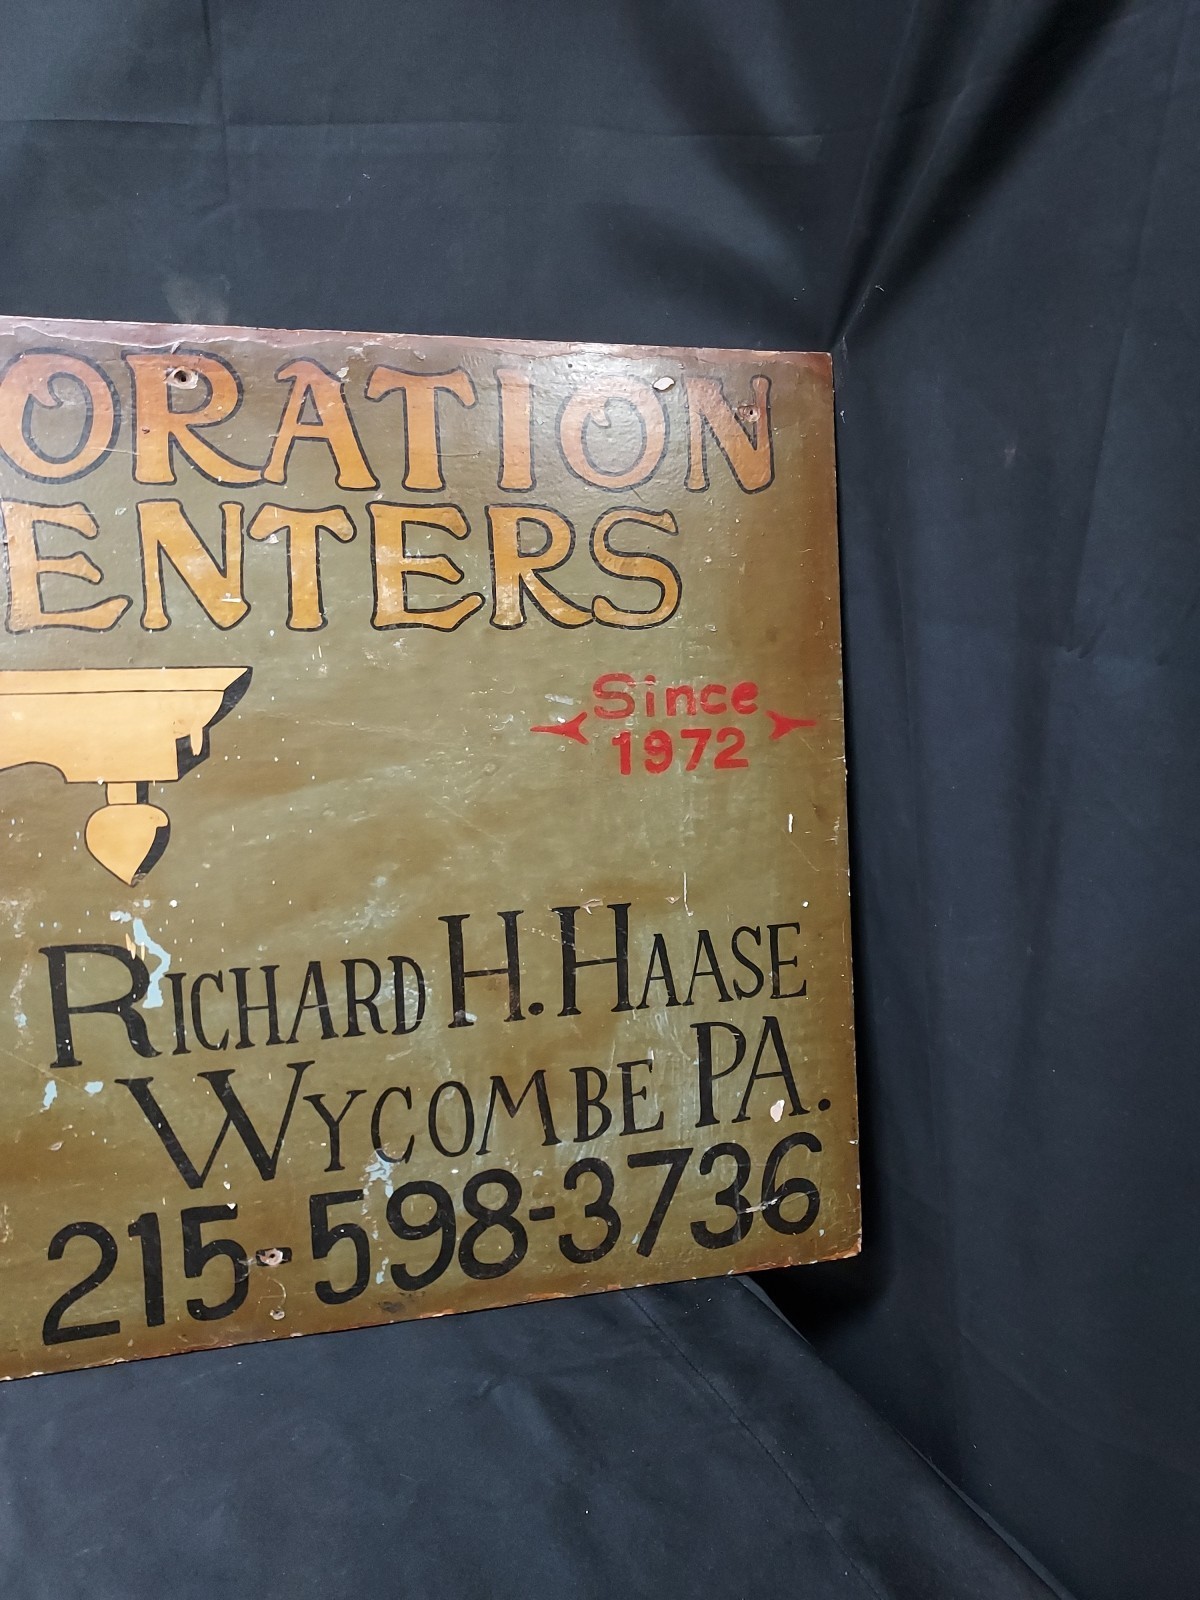 ORATION
ENTERS
Since
1972
RICHARD H. HAASE
WYCOMBE PA.
215-598-3736